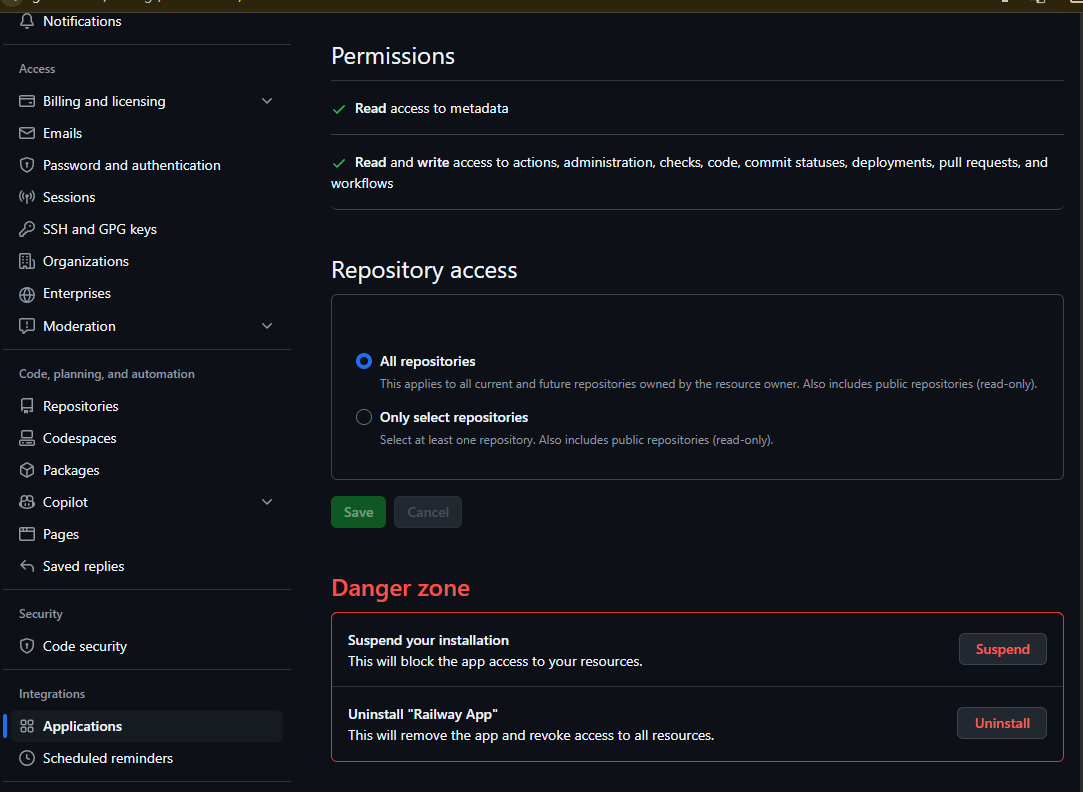 Notifications
Access
Billing and licensing
Emails
Password and authentication
Sessions
SSH and GPG keys
Organizations
Enterprises
Moderation
Code, planning, and automation
Repositories
Codespaces
Packages
Copilot
Pages
Saved replies
Security
Code security
Integrations
Applications
Scheduled reminders
Permissions
Read access to metadata
Read and write access to actions, administration, checks, code, commit statuses, deployments, pull requests, and
workflows
Repository access
All repositories
This applies to all current and future repositories owned by the resource owner. Also includes public repositories (read-only).
Only select repositories
Select at least one repository. Also includes public repositories (read-only).
Save
Cancel
Danger zone
Suspend your installation
This will block the app access to your resources.
Suspend
Uninstall "Railway App"
This will remove the app and revoke access to all resources.
Uninstall